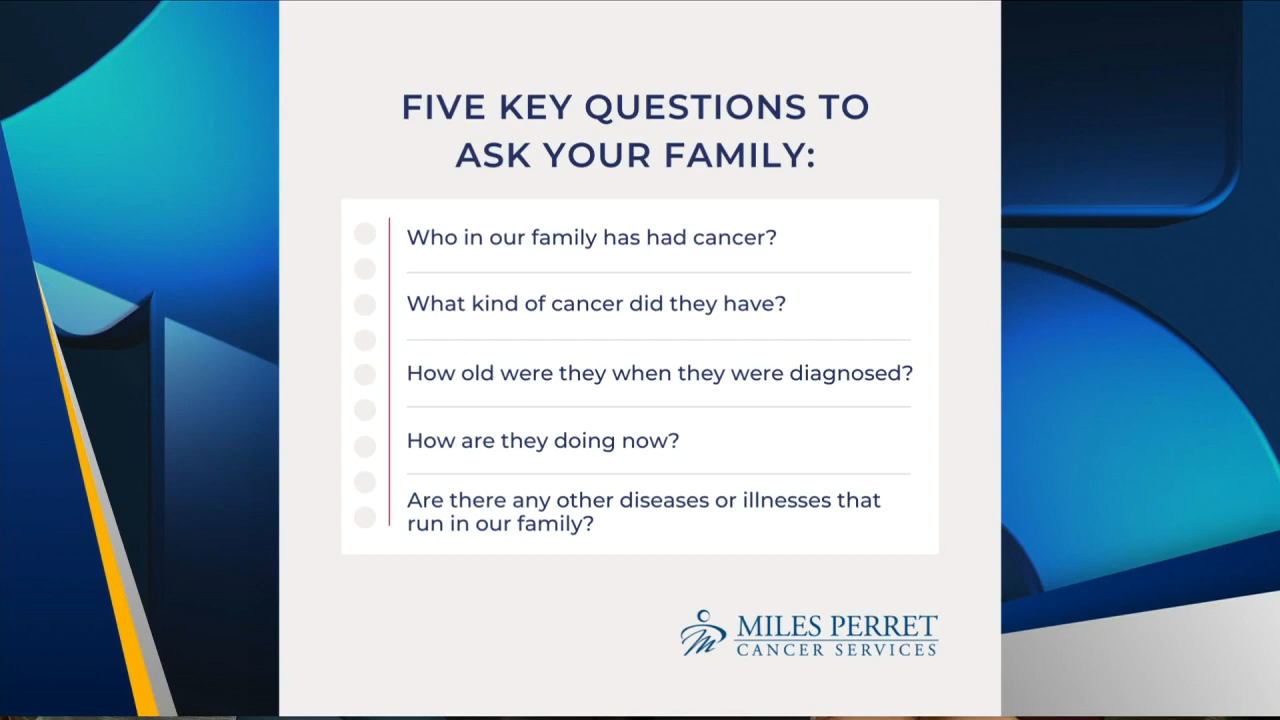 FIVE KEY QUESTIONS TO
ASK YOUR FAMILY:
Who in our family has had cancer?
What kind of cancer did they have?
How old were they when they were diagnosed?
How are they doing now?
Are there any other diseases or illnesses that
run in our family?
MILES PERRET
CANCER SERVICES